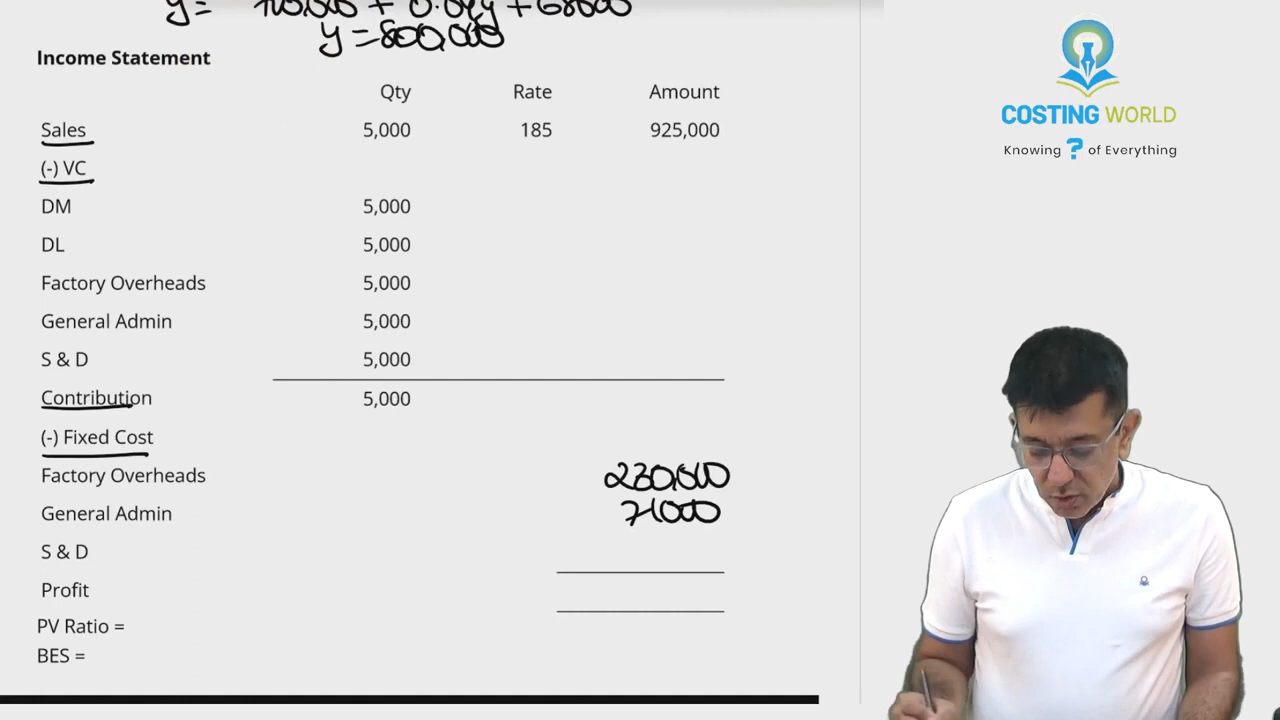 y = 
y = 800,000
Income Statement
Qty Rate Amount
Sales 5,000 185 925,000
(-) VC
DM 5,000
DL 5,000
Factory Overheads 5,000
General Admin 5,000
S & D 5,000
Contribution 5,000
(-) Fixed Cost
Factory Overheads 230,000
General Admin 71000
S & D
Profit
PV Ratio =
BES =
COSTING WORLD
Knowing ? of Everything